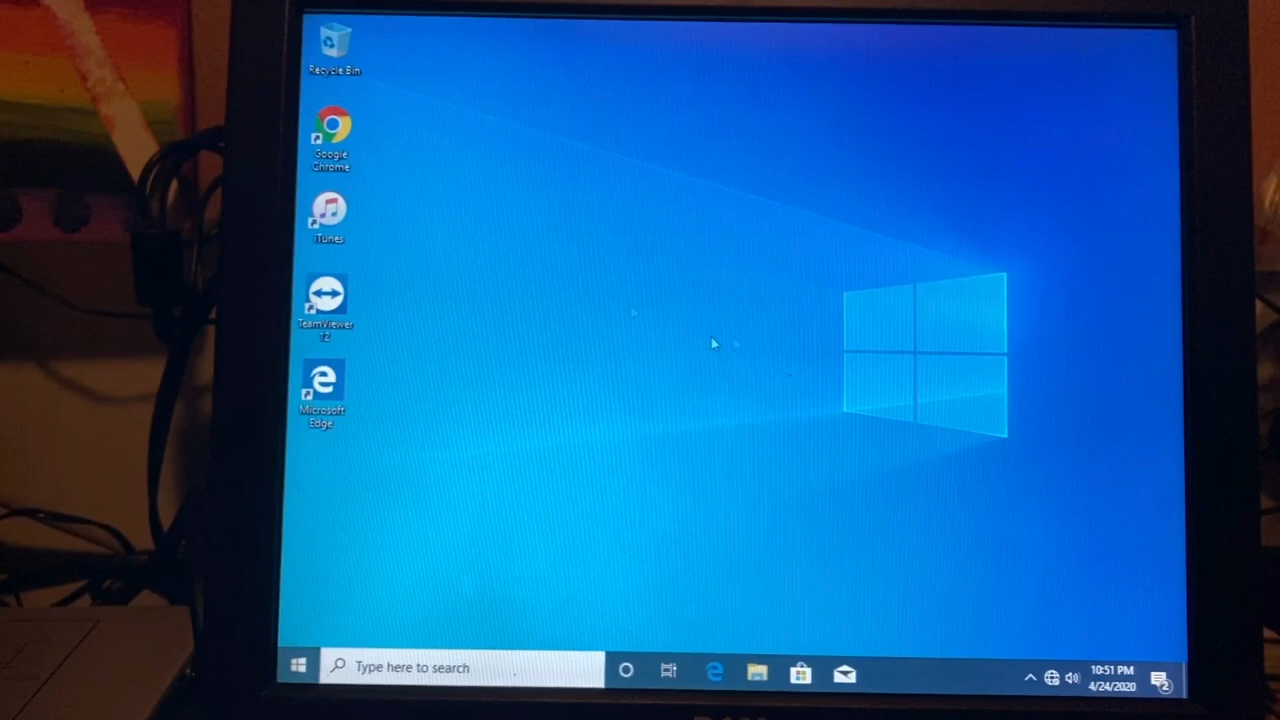 Recycle Bin
Google
Chrome
iTunes
TeamViewer
12
Microsoft
Edge
Type here to search
10:51 PM
4/24/2020
2